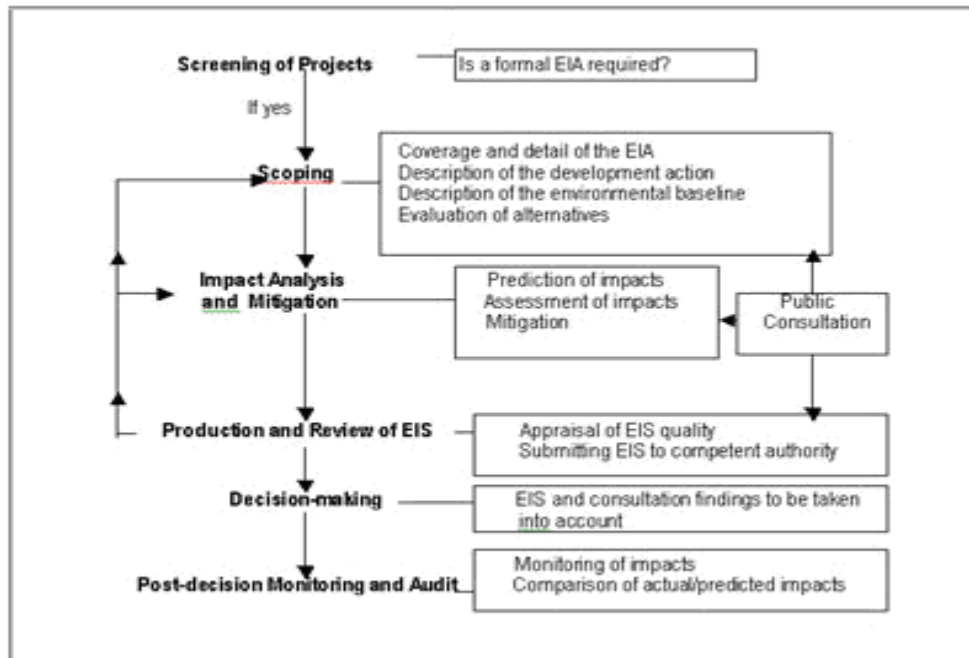 Screening of Projects
Is a formal EIA required?
If yes
Scoping
Coverage and detail of the EIA
Description of the development action
Description of the environmental baseline
Evaluation of alternatives
Impact Analysis
and Mitigation
Prediction of impacts
Assessment of impacts
Mitigation
Public
Consultation
Production and Review of EIS
Appraisal of EIS quality
Submitting EIS to competent authority
Decision-making
EIS and consultation findings to be taken
into account
Post-decision Monitoring and Audit
Monitoring of impacts
Comparison of actual/predicted impacts